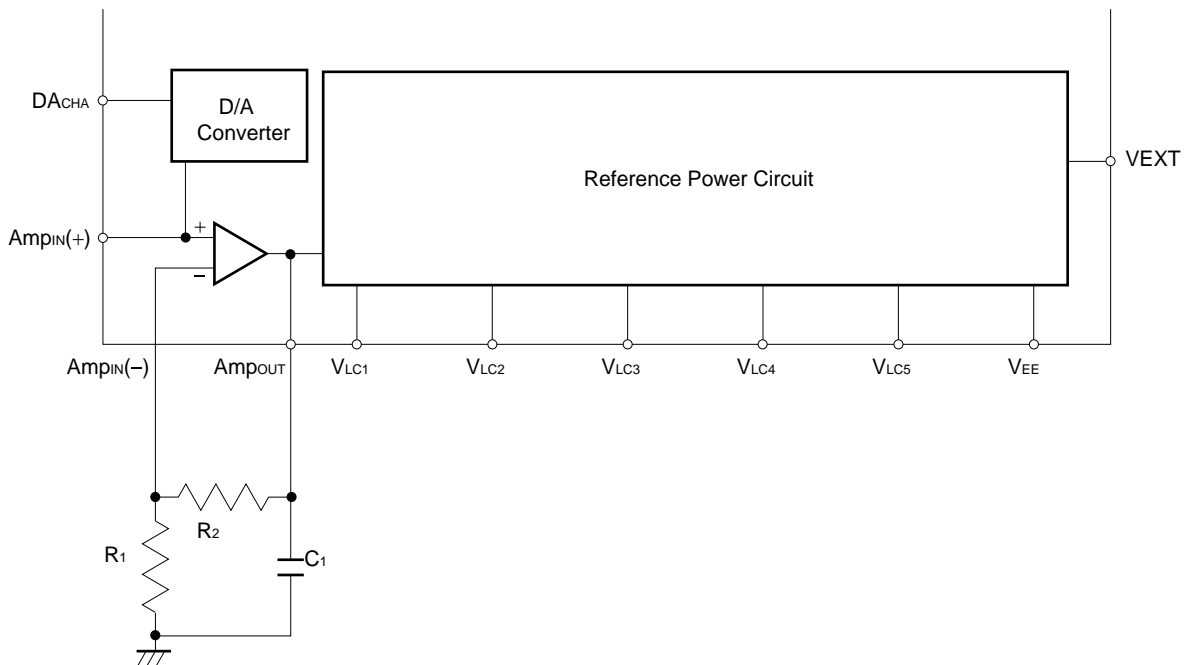 D/A
Converter
DACHA
VEXT
Reference Power Circuit
AmpIN(+)
+
−
AmpIN(−)
AmpOUT
VLC1
VLC2
VLC3
VLC4
VLC5
VEE
R2
R1
C1